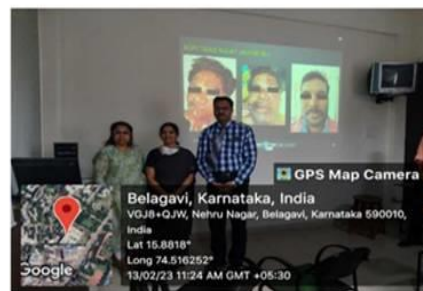 GPS Map Camera
Belagavi, Karnataka, India
VGJ8+QJW, Nehru Nagar, Belagavi, Karnataka 590010,
India
Lat 15.8818°
Long 74.516252°
13/02/23 11:24 AM GMT +05:30
Google